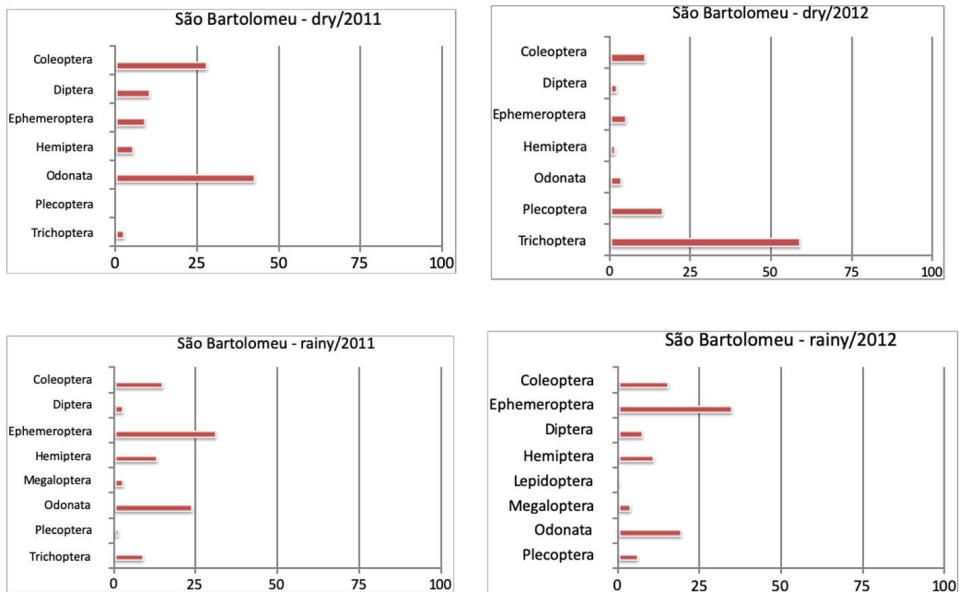 São Bartolomeu - dry/2011
Coleoptera
Diptera
Ephemeroptera
Hemiptera
Odonata
Plecoptera
Trichoptera
0 25 50 75 100
São Bartolomeu - dry/2012
Coleoptera
Diptera
Ephemeroptera
Hemiptera
Odonata
Plecoptera
Trichoptera
0 25 50 75 100
São Bartolomeu - rainy/2011
Coleoptera
Diptera
Ephemeroptera
Hemiptera
Megaloptera
Odonata
Plecoptera
Trichoptera
0 25 50 75 100
São Bartolomeu - rainy/2012
Coleoptera
Ephemeroptera
Diptera
Hemiptera
Lepidoptera
Megaloptera
Odonata
Plecoptera
0 25 50 75 100